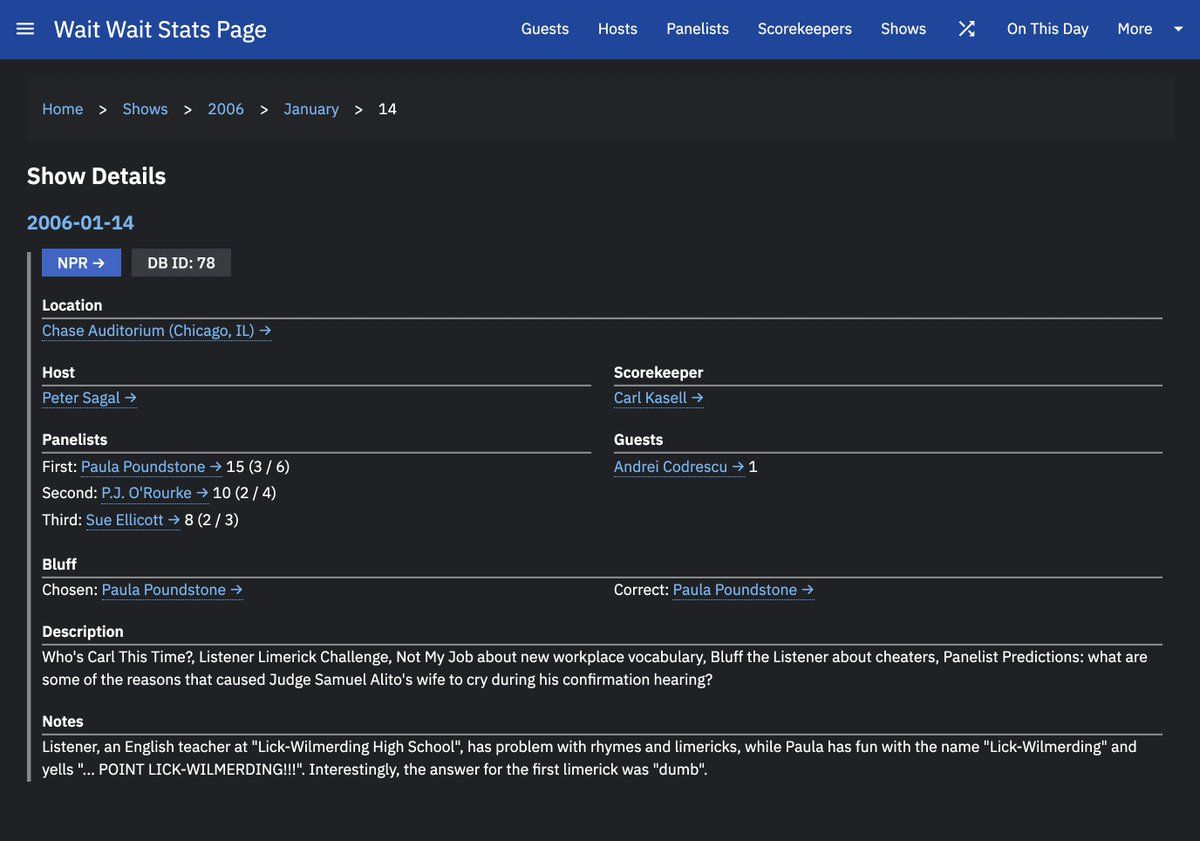 Wait Wait Stats Page
Guests Hosts Panelists Scorekeepers Shows On This Day More
Home > Shows > 2006 > January > 14
Show Details
2006-01-14
NPR → DB ID: 78
Location
Chase Auditorium (Chicago, IL) →
Host
Peter Sagal →
Scorekeeper
Carl Kasell →
Panelists
First: Paula Poundstone → 15 (3 / 6)
Second: P.J. O'Rourke → 10 (2 / 4)
Third: Sue Ellicott → 8 (2 / 3)
Guests
Andrei Codrescu → 1
Bluff
Chosen: Paula Poundstone →
Correct: Paula Poundstone →
Description
Who's Carl This Time?, Listener Limerick Challenge, Not My Job about new workplace vocabulary, Bluff the Listener about cheaters, Panelist Predictions: what are
some of the reasons that caused Judge Samuel Alito's wife to cry during his confirmation hearing?
Notes
Listener, an English teacher at "Lick-Wilmerding High School", has problem with rhymes and limericks, while Paula has fun with the name "Lick-Wilmerding" and
yells "... POINT LICK-WILMERDING!!!". Interestingly, the answer for the first limerick was "dumb".